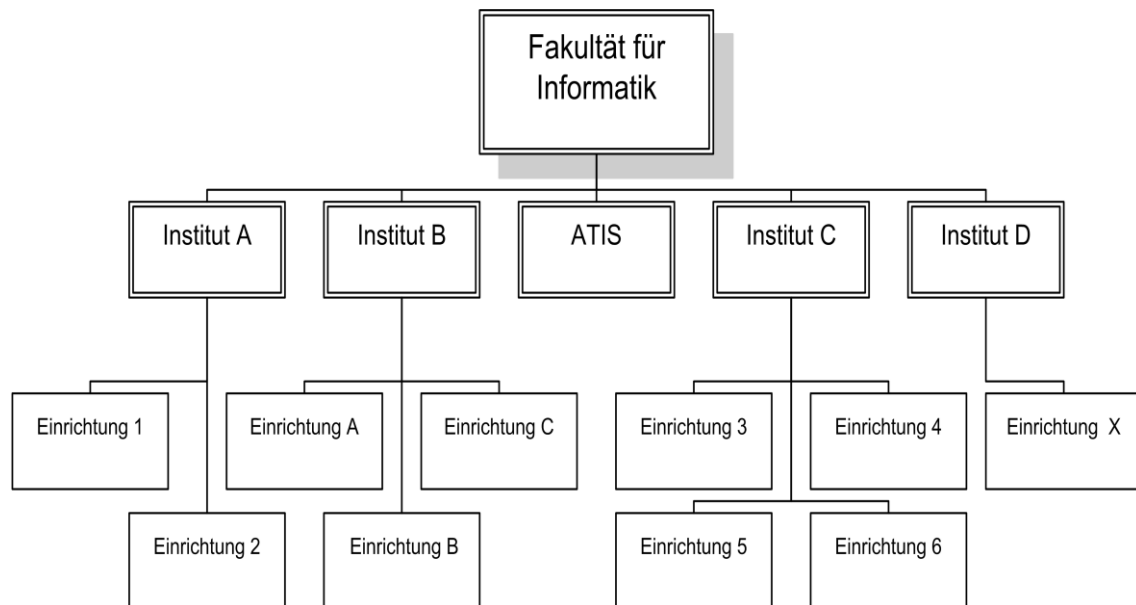 Fakultät für
Informatik
Institut A
Institut B
ATIS
Institut C
Institut D
Einrichtung 1
Einrichtung A
Einrichtung C
Einrichtung 3
Einrichtung 4
Einrichtung X
Einrichtung 2
Einrichtung B
Einrichtung 5
Einrichtung 6